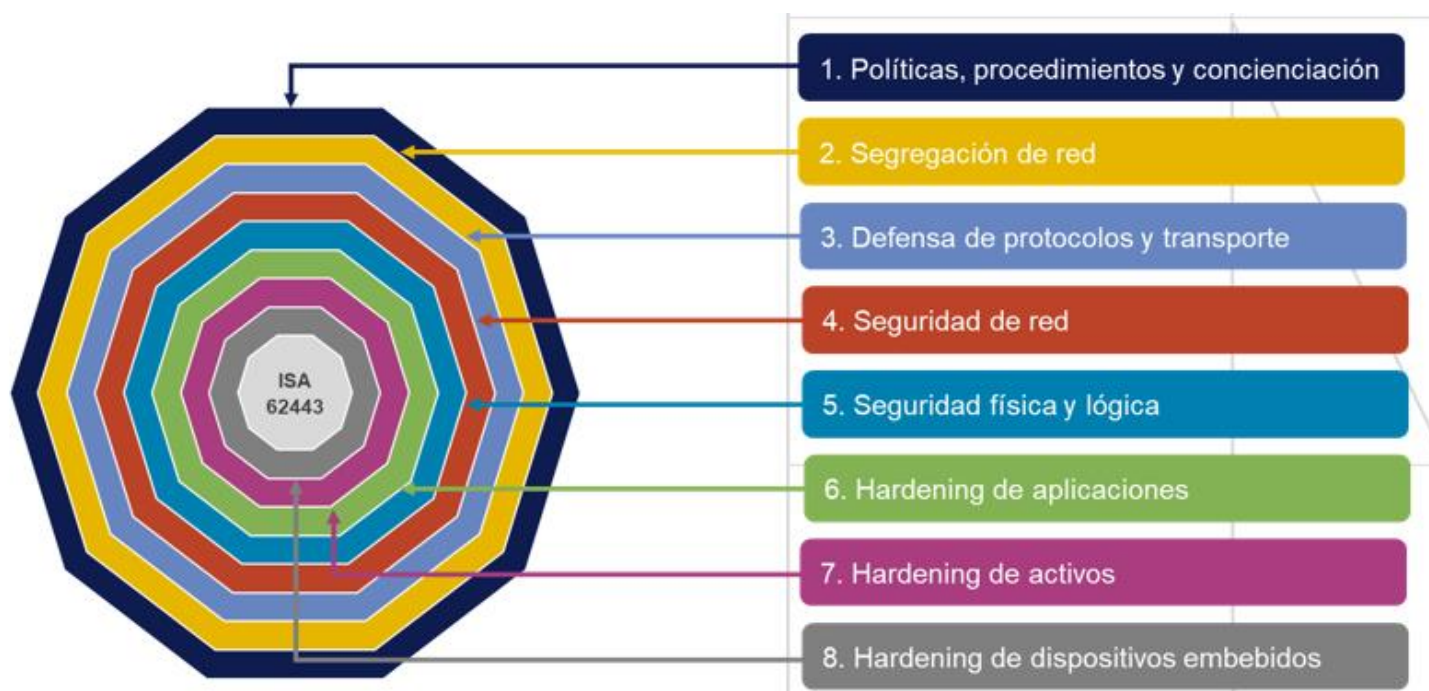 1. Políticas, procedimientos y concienciación
2. Segregación de red
3. Defensa de protocolos y transporte
4. Seguridad de red
5. Seguridad física y lógica
6. Hardening de aplicaciones
7. Hardening de activos
8. Hardening de dispositivos embebidos
ISA
62443